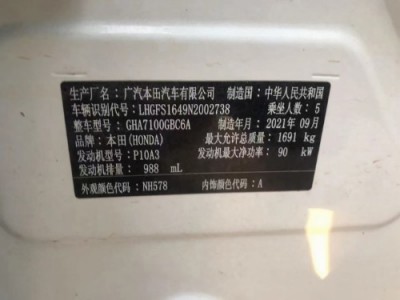 生产厂名：广汽本田汽车有限公司 制造国：中华人民共和国
车辆识别代号：LHGFS1649N2002738 乘坐人数：5
整车型号：GHA7100GBC6A 制造年月：2021年09月
品牌：本田(HONDA) 最大允许总质量：1691 kg
发动机型号：P10A3 发动机最大净功率：90 kW
发动机排量：988 mL
外观颜色代码：NH578 内饰颜色代码：A